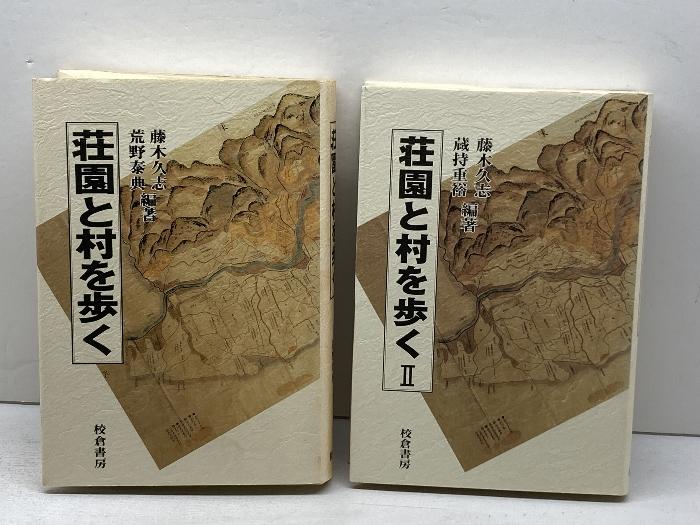 荘園と村を歩く
藤木久志
荒野泰典
編著
校倉書房
荘園と村を歩く
荘園と村を歩くⅡ
藤木久志
蔵持重裕
編著
校倉書房